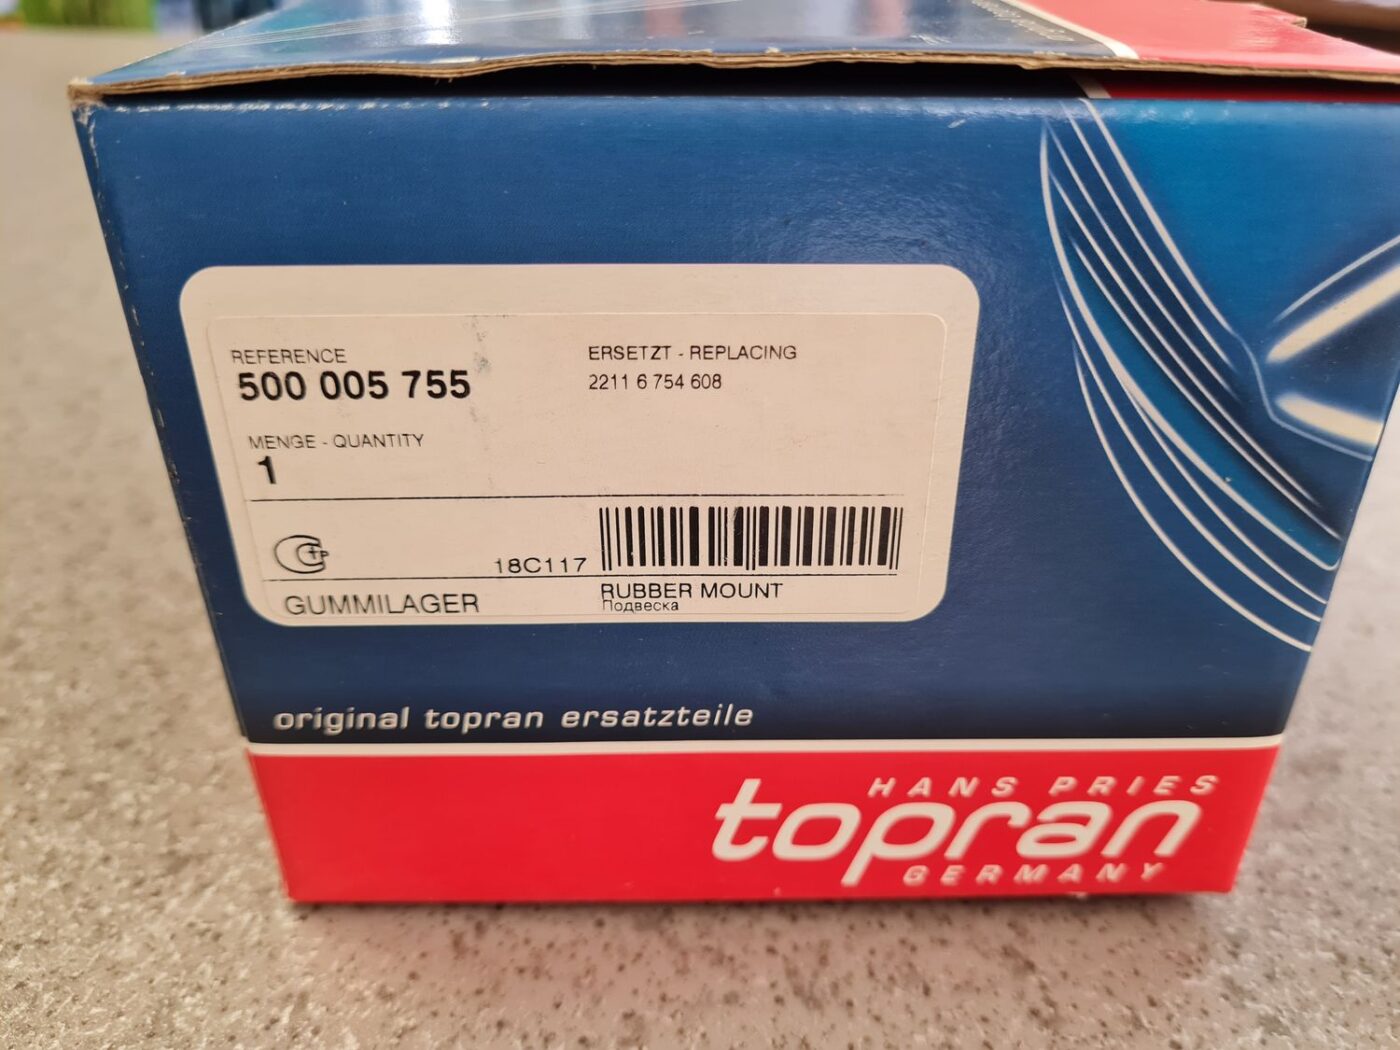 REFERENCE
500 005 755
ERSETZT - REPLACING
2211 6 754 608
MENGE - QUANTITY
1
18C117
GUMMILAGER
RUBBER MOUNT
Подвеска
original topran ersatzteile
HANS PRIES
topran
GERMANY